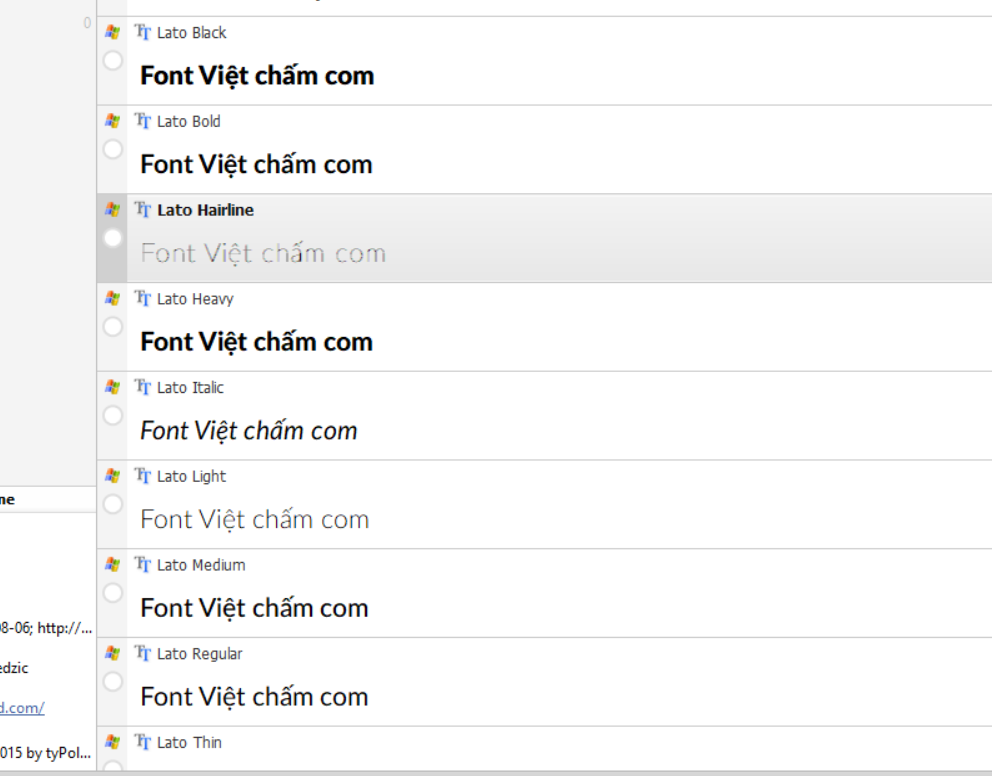 0
Lato Black
Font Việt chấm com
Lato Bold
Font Việt chấm com
Lato Hairline
Font Việt chấm com
Lato Heavy
Font Việt chấm com
Lato Italic
Font Việt chấm com
Lato Light
Font Việt chấm com
Lato Medium
Font Việt chấm com
Lato Regular
Font Việt chấm com
Lato Thin
ne
08-06; http://...
edzic
d.com/
015 by tyPol...